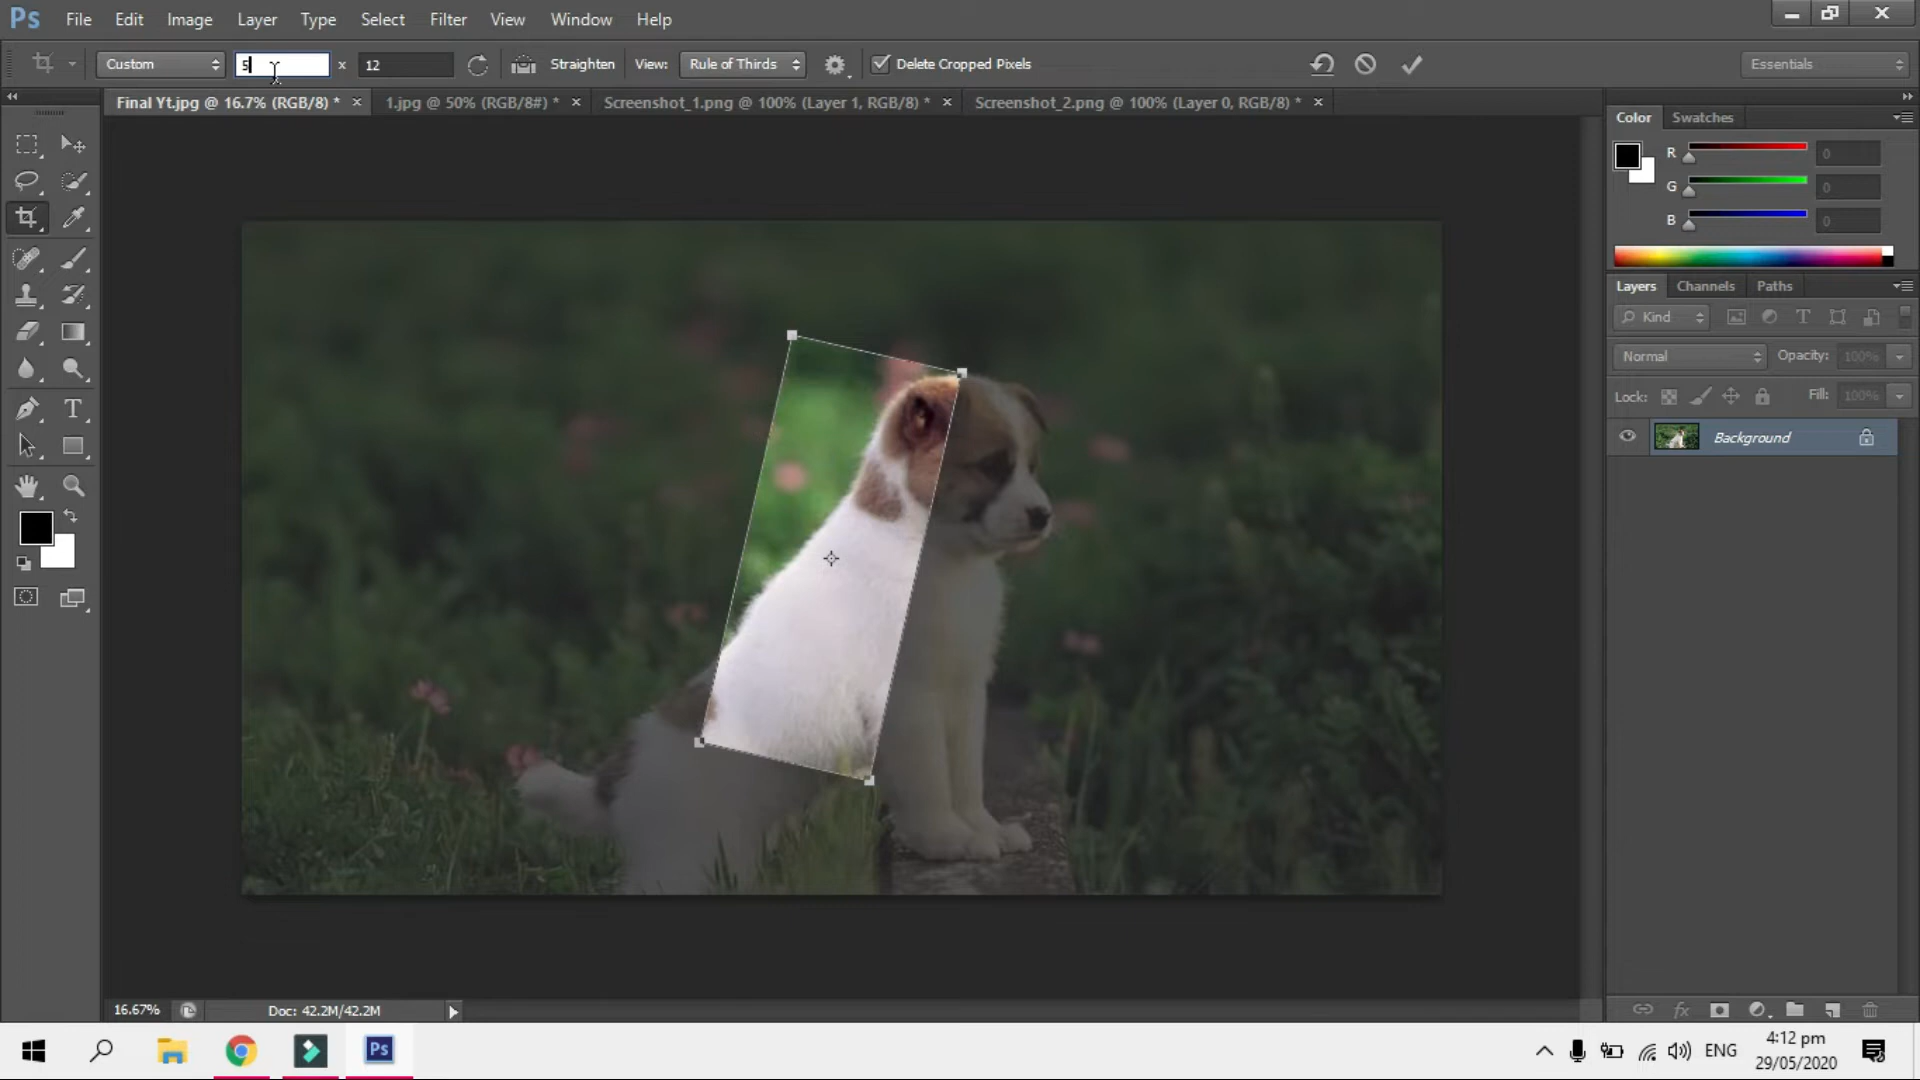 Ps File Edit Image Layer Type Select Filter View Window Help
Custom 5 x 12 Straighten View: Rule of Thirds Delete Cropped Pixels Essentials
Final Yt.jpg @ 16.7% (RGB/8) * × 1.jpg @ 50% (RGB/8#) * × Screenshot_1.png @ 100% (Layer 1, RGB/8) * × Screenshot_2.png @ 100% (Layer 0, RGB/8) * ×
Color Swatches
R 0
G 0
B 0
Layers Channels Paths
Kind
Normal Opacity: 100%
Lock: Fill: 100%
Background
16.67% Doc: 42.2M/42.2M
Ps ENG 4:12 pm
29/05/2020